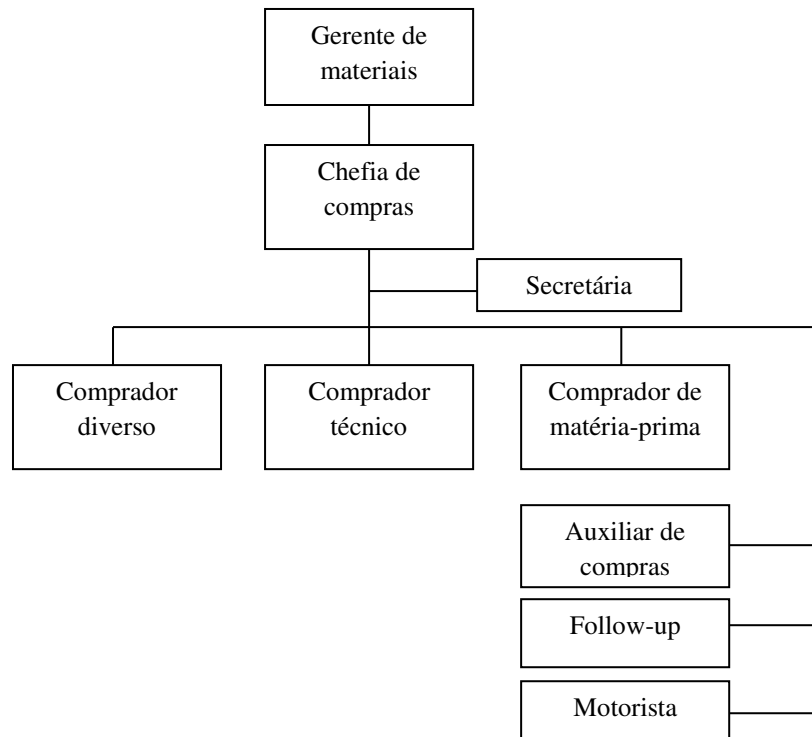 Gerente de
materiais
Chefia de
compras
Secretária
Comprador
diverso
Comprador
técnico
Comprador de
matéria-prima
Auxiliar de
compras
Follow-up
Motorista